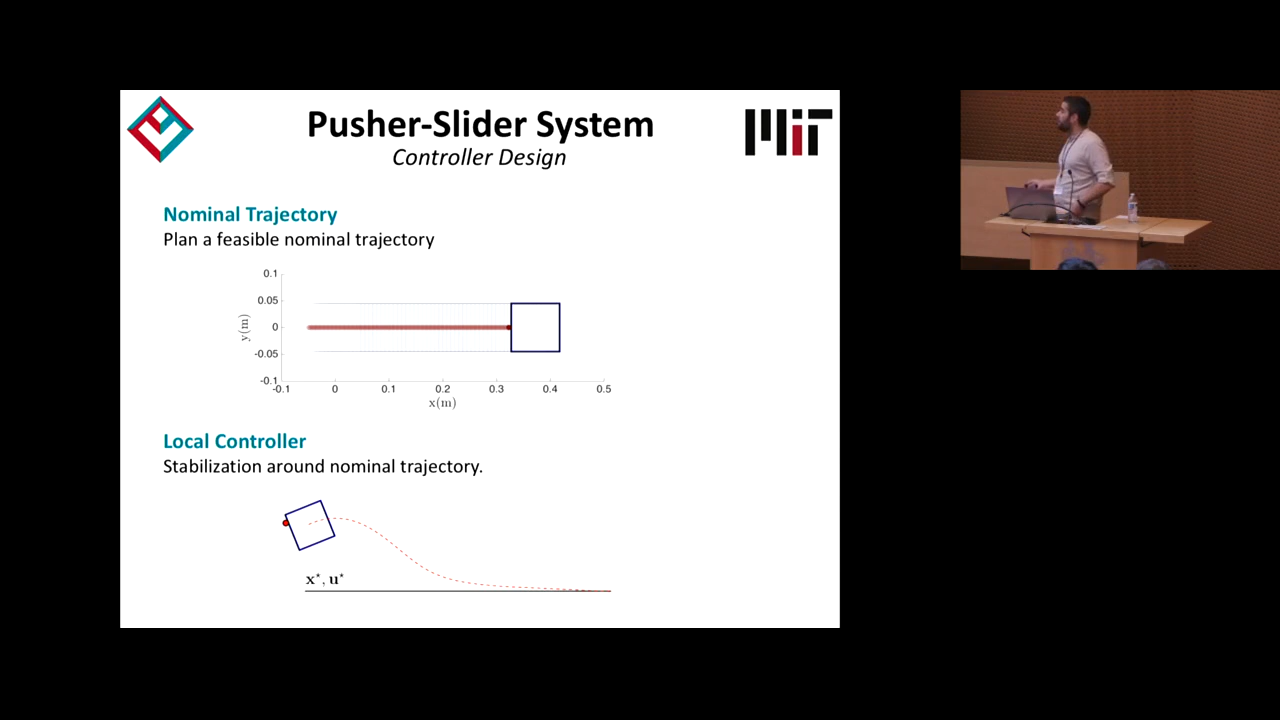 Pusher-Slider System
Controller Design
MIT
Nominal Trajectory
Plan a feasible nominal trajectory
0.1
0.05
0
-0.05
-0.1
y(m)
-0.1 0 0.1 0.2 0.3 0.4 0.5
x(m)
Local Controller
Stabilization around nominal trajectory.
x*, u*